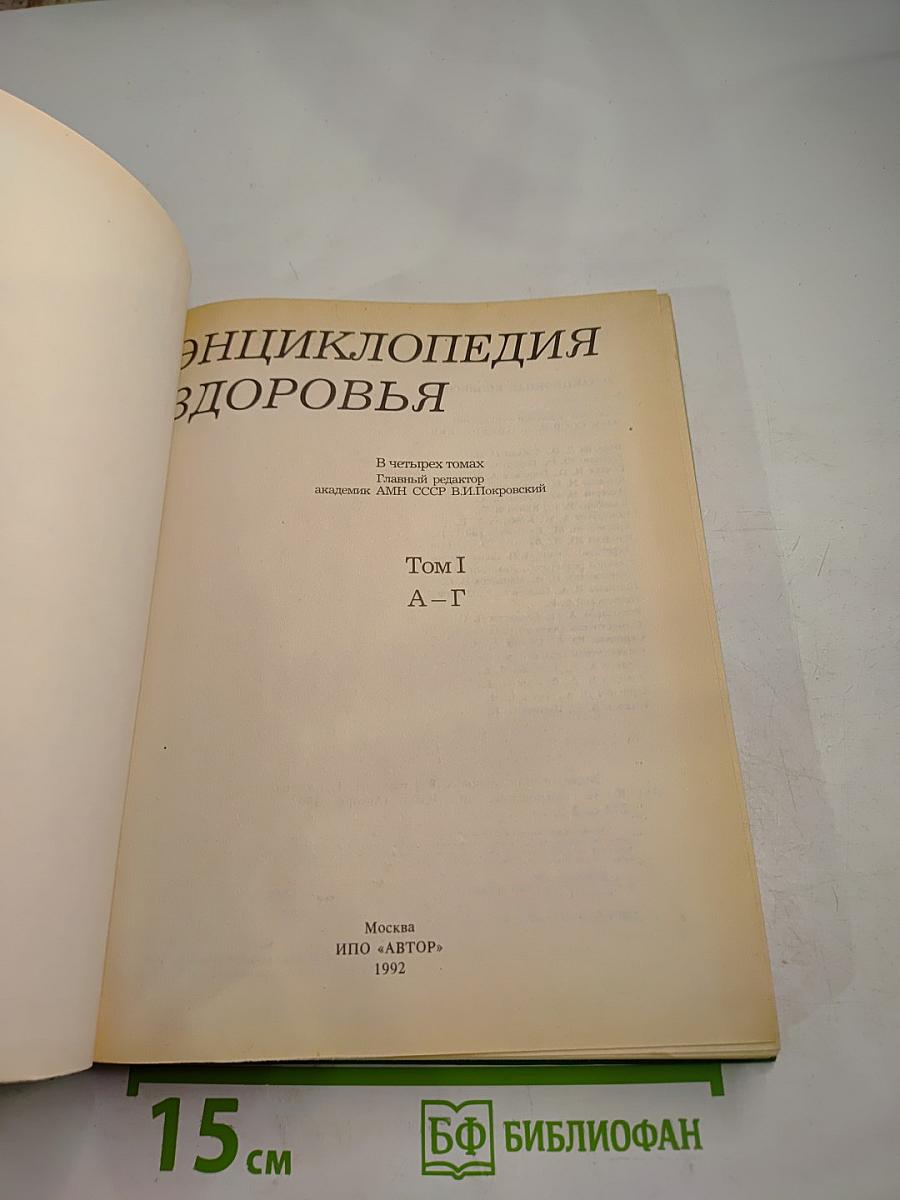 ЭНЦИКЛОПЕДИЯ
ЗДОРОВЬЯ
В четырех томах
Главный редактор
академик АМН СССР В.И.Покровский
Том I
А – Г
Москва
ИПО «АВТОР»
1992
15 см
БФ БИБЛИОФАН